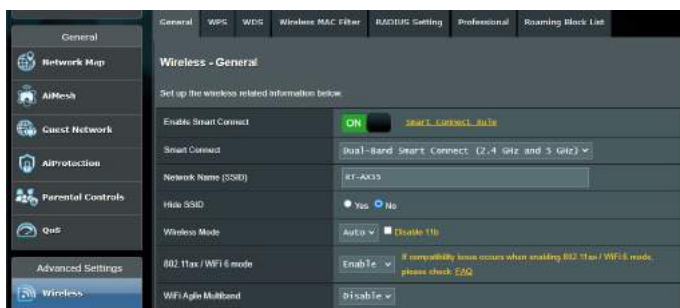 General WPS WDS Wireless MAC Filter RADIUS Setting Professional Roaming Block List
General
Network Map
AiMesh
Guest Network
AiProtection
Parental Controls
QoS
Advanced Settings
Wireless
Wireless - General
Set up the wireless related information below.
Enable Smart Connect ON Smart Connect Rule
Smart Connect Dual-Band Smart Connect (2.4 GHz and 5 GHz)
Network Name (SSID) RT-AX55
Hide SSID Yes No
Wireless Mode Auto Disable 11b
802.11ax / WiFi 6 mode Enable If compatibility issue occurs when enabling 802.11ax / WiFi 6 mode,
please check FAQ
WiFi Agile Multiband Disable